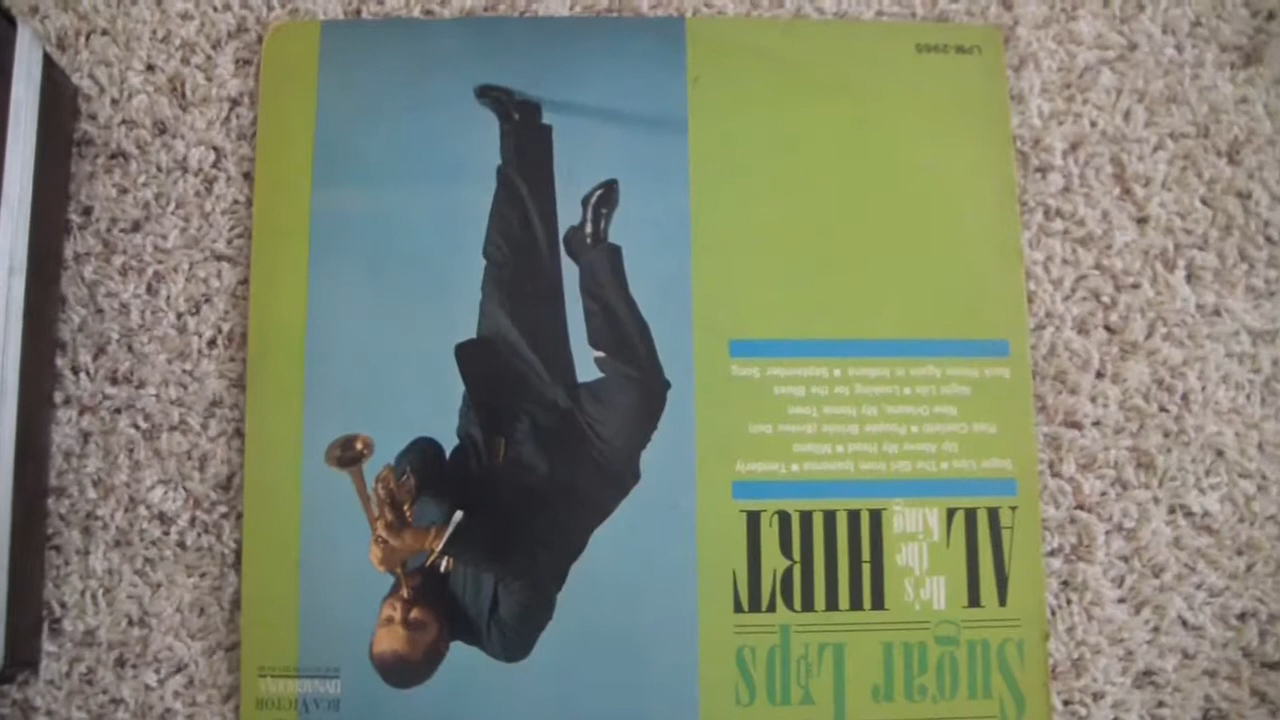 Sugar Lips
AL HIRT
He's
the
King
Sugar Lips ■ The Girl from Ipanema ■ Tenderly
Up Above My Head ■ Milano
Pink Confetti ■ Poupée Brisée (Broken Doll)
New Orleans, My Home Town
Night Life ■ Looking for the Blues
Back Home Again in Indiana ■ September Song
RCA VICTOR
DYNAGROOVE
LPM-2965